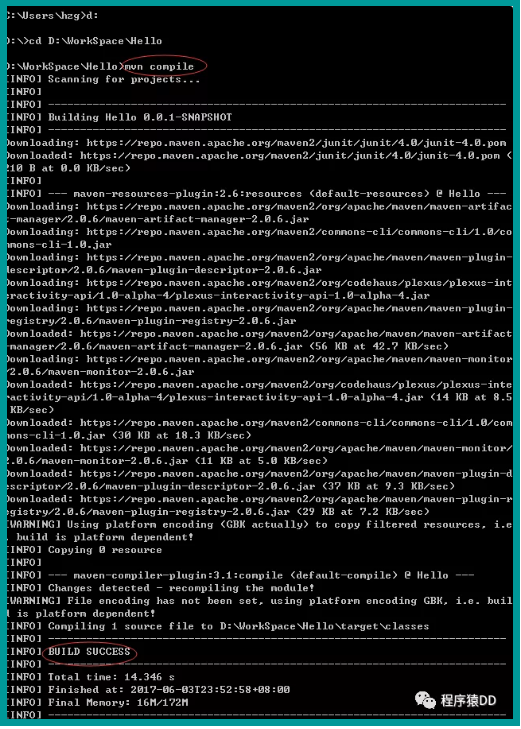 C:\Users\hzg>d:
D:\>cd D:\WorkSpace\Hello
D:\WorkSpace\Hello>mvn compile
[INFO] Scanning for projects...
[INFO]
[INFO] ------------------------------------------------------------------------
[INFO] Building Hello 0.0.1-SNAPSHOT
[INFO] ------------------------------------------------------------------------
Downloading: https://repo.maven.apache.org/maven2/junit/junit/4.0/junit-4.0.pom
Downloaded: https://repo.maven.apache.org/maven2/junit/junit/4.0/junit-4.0.pom (
210 B at 0.0 KB/sec)
[INFO]
[INFO] --- maven-resources-plugin:2.6:resources (default-resources) @ Hello ---
Downloading: https://repo.maven.apache.org/maven2/org/apache/maven/maven-artifac
t-manager/2.0.6/maven-artifact-manager-2.0.6.jar
Downloading: https://repo.maven.apache.org/maven2/commons-cli/commons-cli/1.0/co
mmons-cli-1.0.jar
Downloading: https://repo.maven.apache.org/maven2/org/apache/maven/maven-plugin-
descriptor/2.0.6/maven-plugin-descriptor-2.0.6.jar
Downloading: https://repo.maven.apache.org/maven2/org/codehaus/plexus/plexus-int
eractivity-api/1.0-alpha-4/plexus-interactivity-api-1.0-alpha-4.jar
Downloading: https://repo.maven.apache.org/maven2/org/apache/maven/maven-plugin-
registry/2.0.6/maven-plugin-registry-2.0.6.jar
Downloaded: https://repo.maven.apache.org/maven2/org/apache/maven/maven-artifact
-manager/2.0.6/maven-artifact-manager-2.0.6.jar (56 KB at 42.7 KB/sec)
Downloading: https://repo.maven.apache.org/maven2/org/apache/maven/maven-monitor
/2.0.6/maven-monitor-2.0.6.jar
Downloaded: https://repo.maven.apache.org/maven2/org/codehaus/plexus/plexus-inte
ractivity-api/1.0-alpha-4/plexus-interactivity-api-1.0-alpha-4.jar (14 KB at 8.5
KB/sec)
Downloaded: https://repo.maven.apache.org/maven2/commons-cli/commons-cli/1.0/com
mons-cli-1.0.jar (30 KB at 18.3 KB/sec)
Downloaded: https://repo.maven.apache.org/maven2/org/apache/maven/maven-monitor/
2.0.6/maven-monitor-2.0.6.jar (11 KB at 5.0 KB/sec)
Downloaded: https://repo.maven.apache.org/maven2/org/apache/maven/maven-plugin-d
escriptor/2.0.6/maven-plugin-descriptor-2.0.6.jar (37 KB at 9.3 KB/sec)
Downloaded: https://repo.maven.apache.org/maven2/org/apache/maven/maven-plugin-r
egistry/2.0.6/maven-plugin-registry-2.0.6.jar (29 KB at 7.2 KB/sec)
[WARNING] Using platform encoding (GBK actually) to copy filtered resources, i.e
. build is platform dependent!
[INFO] Copying 0 resource
[INFO]
[INFO] --- maven-compiler-plugin:3.1:compile (default-compile) @ Hello ---
[INFO] Changes detected - recompiling the module!
[WARNING] File encoding has not been set, using platform encoding GBK, i.e. buil
d is platform dependent!
[INFO] Compiling 1 source file to D:\WorkSpace\Hello\target\classes
[INFO] ------------------------------------------------------------------------
[INFO] BUILD SUCCESS
[INFO] ------------------------------------------------------------------------
[INFO] Total time: 14.346 s
[INFO] Finished at: 2017-06-03T23:52:58+08:00
[INFO] Final Memory: 16M/172M
[INFO] ------------------------------------------------------------------------
程序猿DD